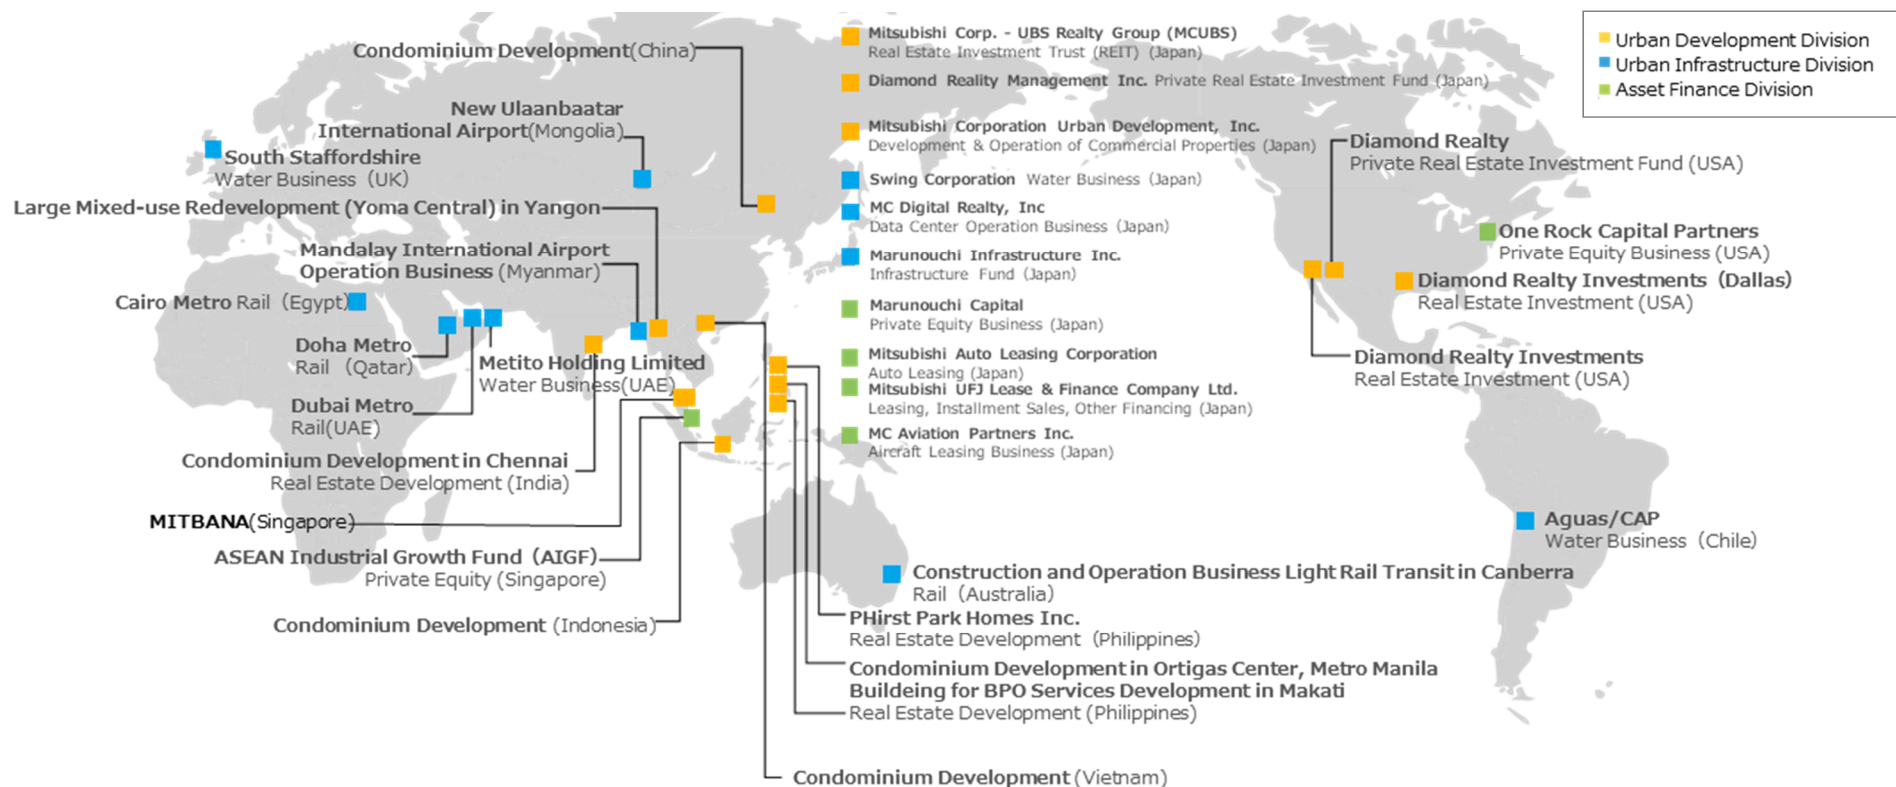 Urban Development Division
Urban Infrastructure Division
Asset Finance Division
Condominium Development(China)
New Ulaanbaatar
International Airport(Mongolia)
South Staffordshire
Water Business (UK)
Large Mixed-use Redevelopment (Yoma Central) in Yangon
Mandalay International Airport
Operation Business (Myanmar)
Cairo Metro Rail (Egypt)
Doha Metro
Rail (Qatar)
Metito Holding Limited
Water Business(UAE)
Dubai Metro
Rail(UAE)
Condominium Development in Chennai
Real Estate Development (India)
MITBANA(Singapore)
ASEAN Industrial Growth Fund (AIGF)
Private Equity (Singapore)
Condominium Development (Indonesia)
Mitsubishi Corp. - UBS Realty Group (MCUBS)
Real Estate Investment Trust (REIT) (Japan)
Diamond Reality Management Inc. Private Real Estate Investment Fund (Japan)
Mitsubishi Corporation Urban Development, Inc.
Development & Operation of Commercial Properties (Japan)
Swing Corporation Water Business (Japan)
MC Digital Realty, Inc
Data Center Operation Business (Japan)
Marunouchi Infrastructure Inc.
Infrastructure Fund (Japan)
Marunouchi Capital
Private Equity Business (Japan)
Mitsubishi Auto Leasing Corporation
Auto Leasing (Japan)
Mitsubishi UFJ Lease & Finance Company Ltd.
Leasing, Installment Sales, Other Financing (Japan)
MC Aviation Partners Inc.
Aircraft Leasing Business (Japan)
Diamond Realty
Private Real Estate Investment Fund (USA)
One Rock Capital Partners
Private Equity Business (USA)
Diamond Realty Investments (Dallas)
Real Estate Investment (USA)
Diamond Realty Investments
Real Estate Investment (USA)
Aguas/CAP
Water Business (Chile)
Construction and Operation Business Light Rail Transit in Canberra
Rail (Australia)
PHirst Park Homes Inc.
Real Estate Development (Philippines)
Condominium Development in Ortigas Center, Metro Manila
Buildeing for BPO Services Development in Makati
Real Estate Development (Philippines)
Condominium Development (Vietnam)